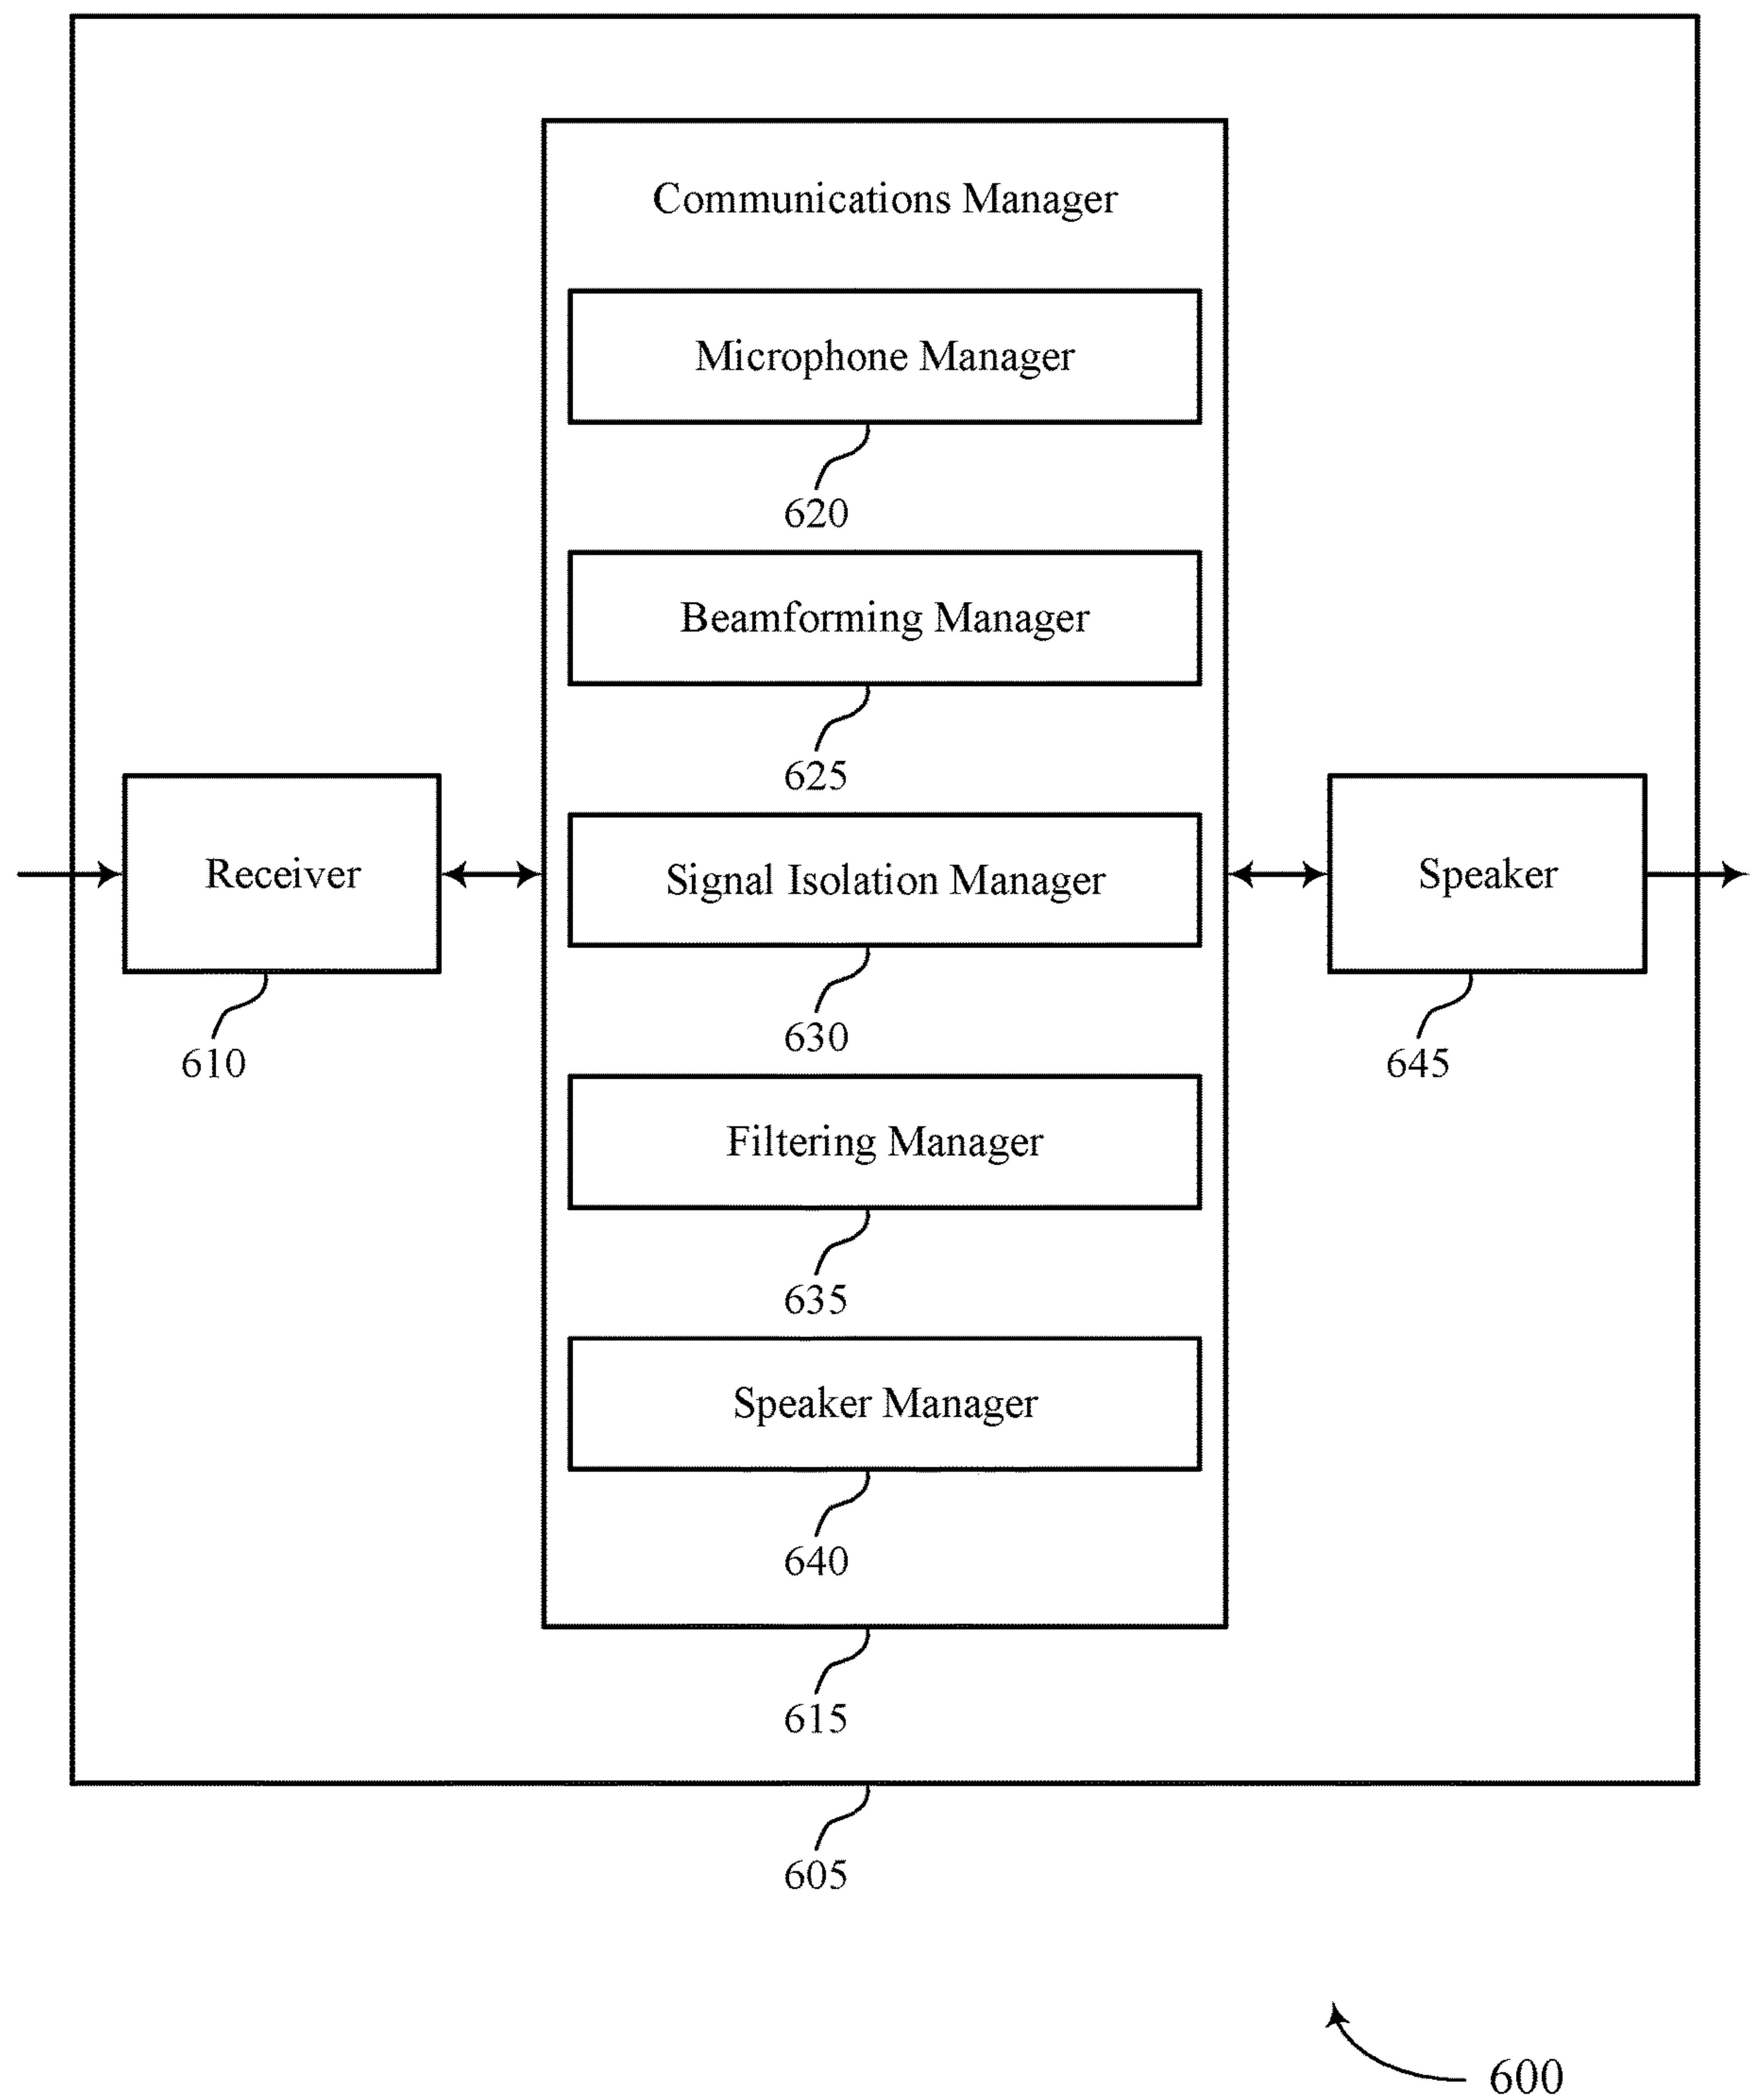 Communications Manager
Microphone Manager
620
Beamforming Manager
625
Receiver
610
Signal Isolation Manager
630
Speaker
645
Filtering Manager
635
Speaker Manager
640
615
605
600